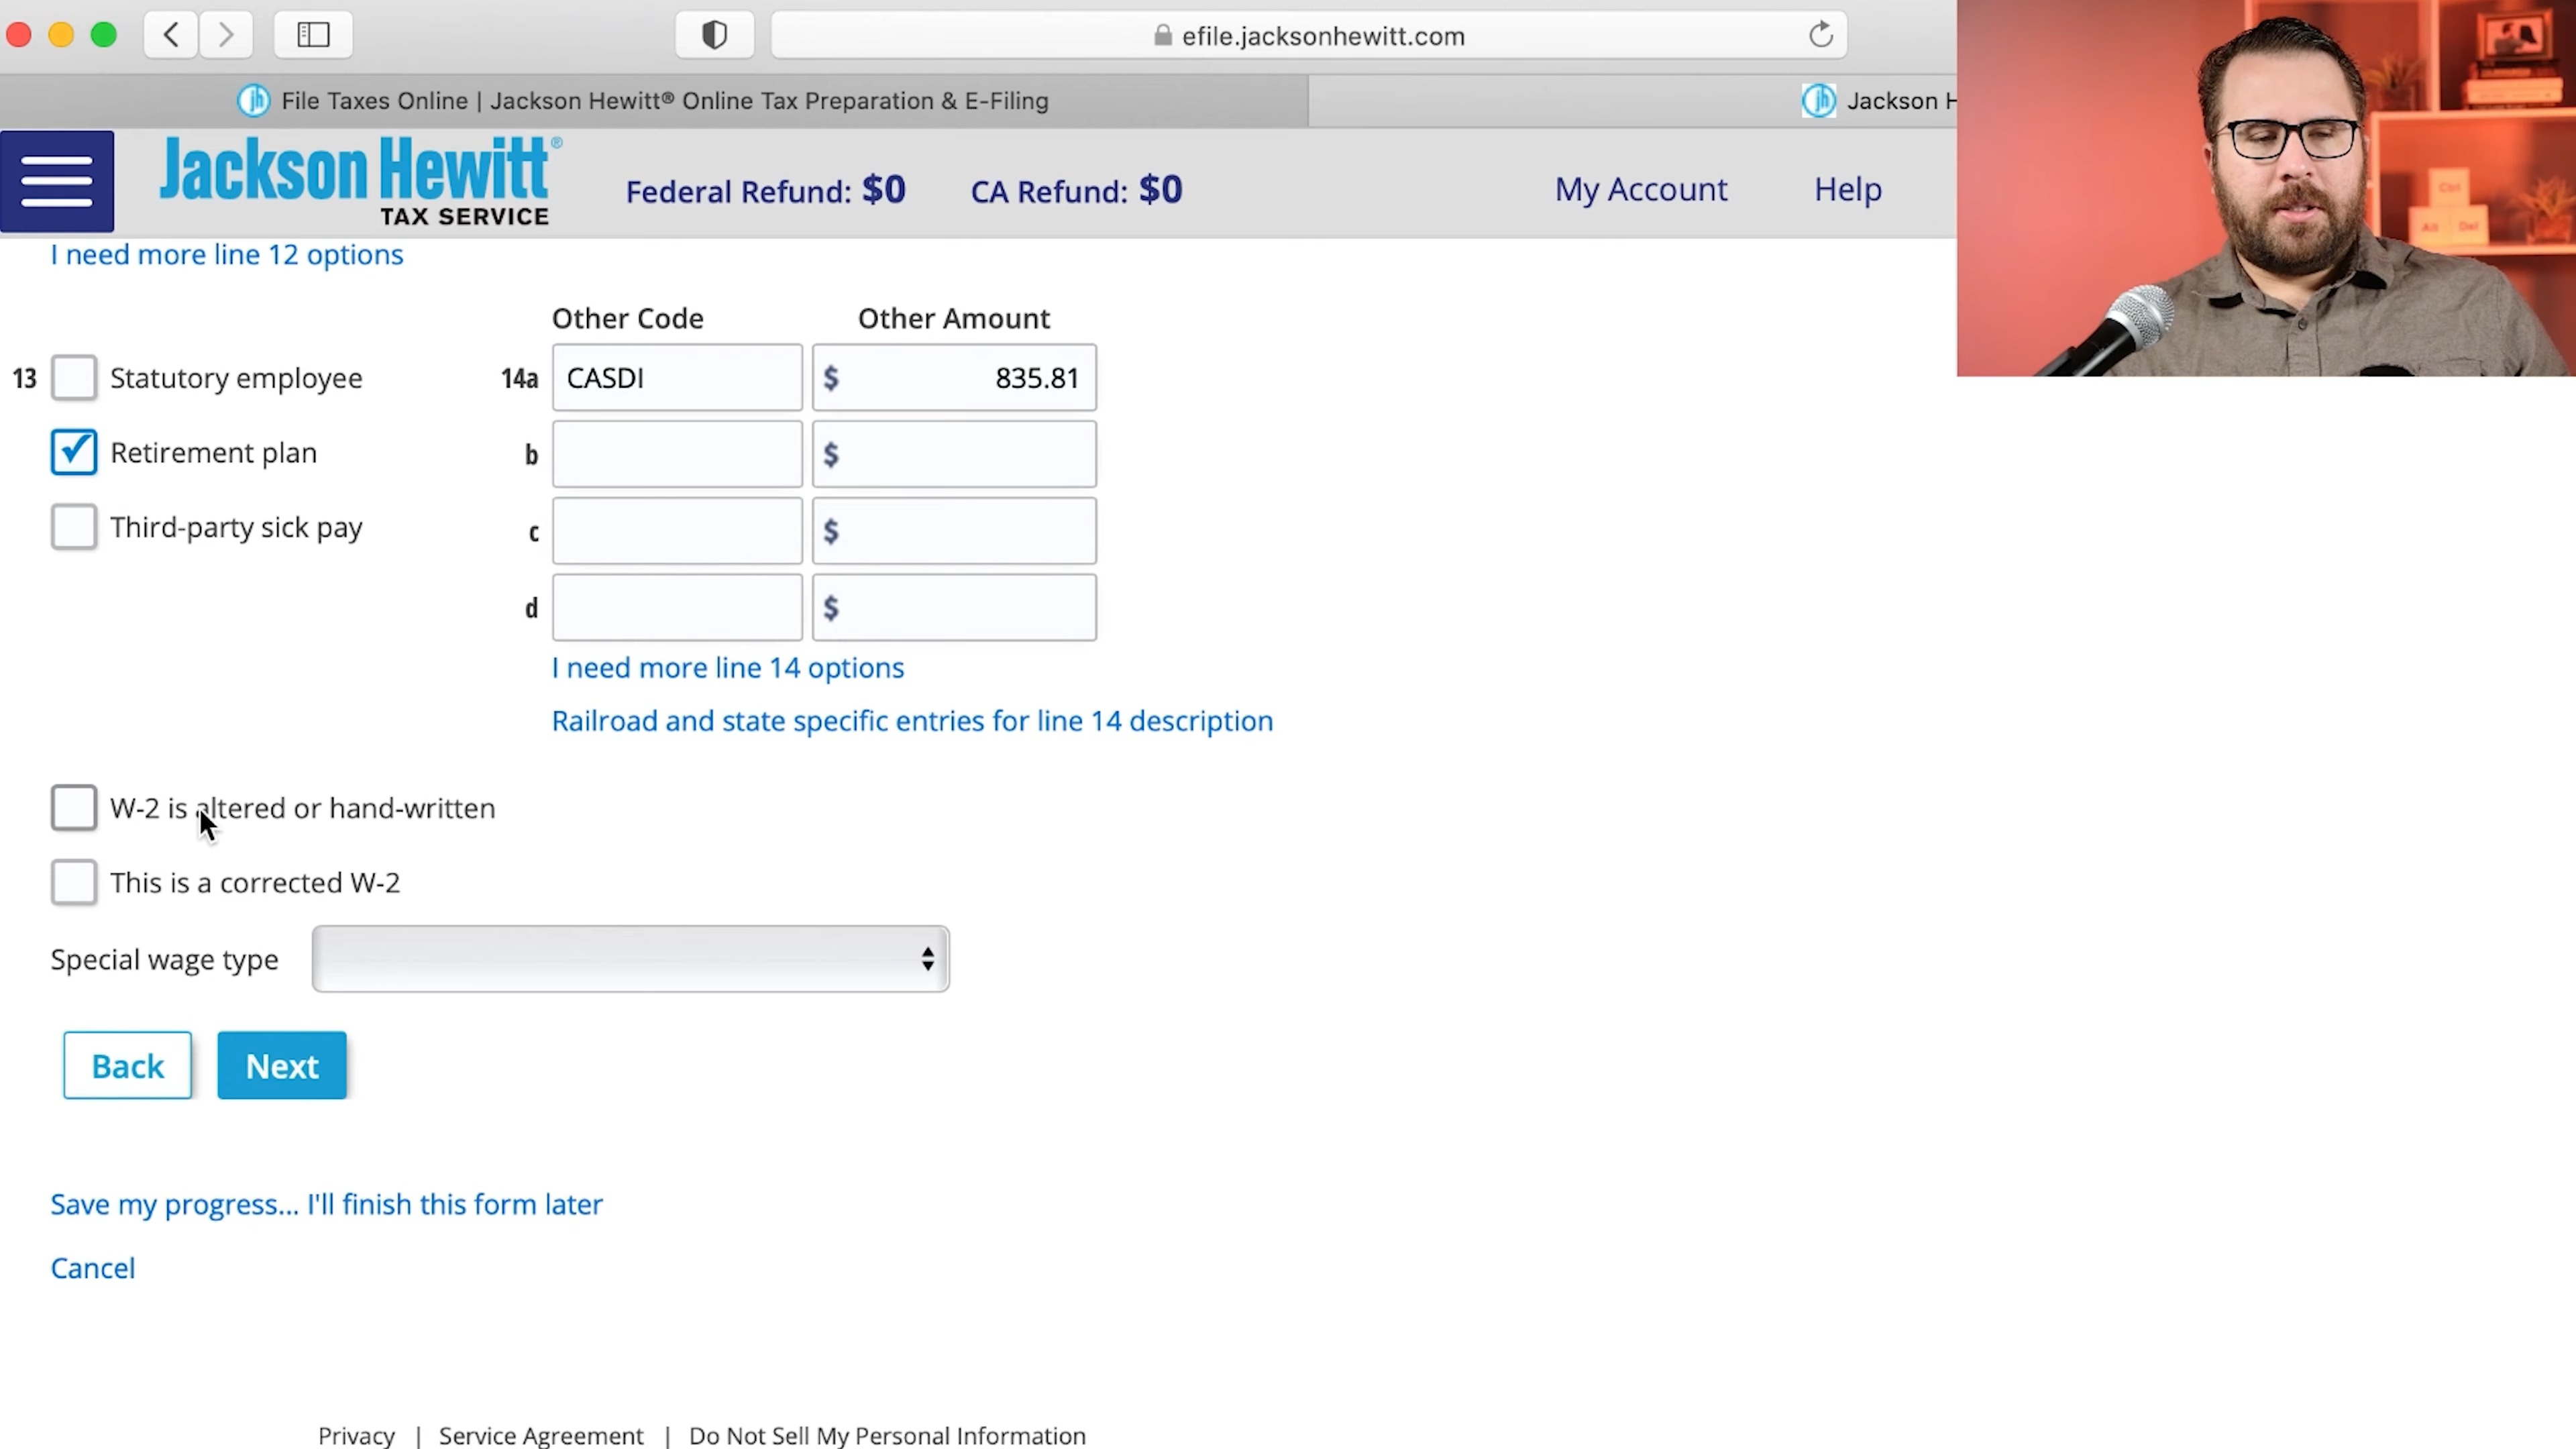 efile.jacksonhewitt.com
File Taxes Online | Jackson Hewitt® Online Tax Preparation & E-Filing
Jackson H
Jackson Hewitt®
TAX SERVICE
Federal Refund: $0 CA Refund: $0
My Account Help
I need more line 12 options
Other Code Other Amount
13 Statutory employee 14a CASDI $ 835.81
Retirement plan b $
Third-party sick pay c $
d $
I need more line 14 options
Railroad and state specific entries for line 14 description
W-2 is altered or hand-written
This is a corrected W-2
Special wage type
Back Next
Save my progress... I'll finish this form later
Cancel
Privacy | Service Agreement | Do Not Sell My Personal Information
Ctrl
Alt Del